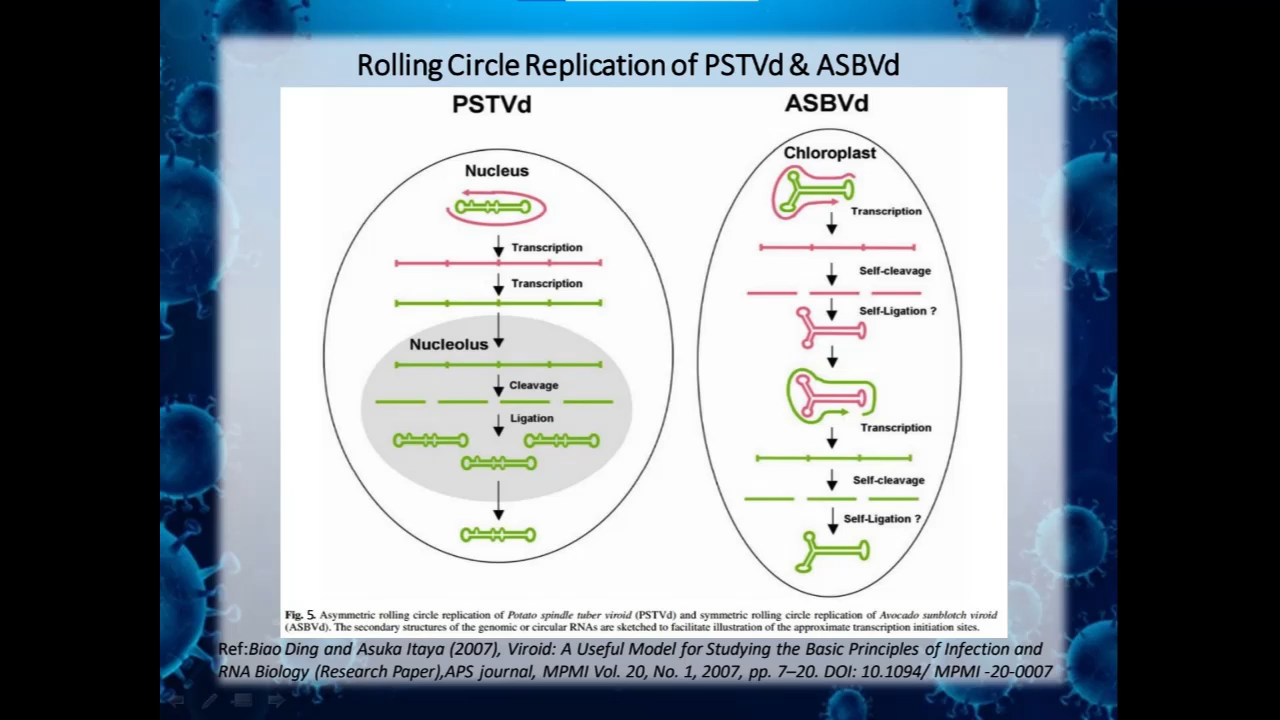 Rolling Circle Replication of PSTVd & ASBVd
PSTVd
Nucleus
Transcription
Transcription
Nucleolus
Cleavage
Ligation
ASBVd
Chloroplast
Transcription
Self-cleavage
Self-Ligation ?
Transcription
Self-cleavage
Self-Ligation ?
Fig. 5. Asymmetric rolling circle replication of Potato spindle tuber viroid (PSTVd) and symmetric rolling circle replication of Avocado sunblotch viroid
(ASBVd). The secondary structures of the genomic or circular RNAs are sketched to facilitate illustration of the approximate transcription initiation sites.
Ref:Biao Ding and Asuka Itaya (2007), Viroid: A Useful Model for Studying the Basic Principles of Infection and
RNA Biology (Research Paper),APS journal, MPMI Vol. 20, No. 1, 2007, pp. 7–20. DOI: 10.1094/ MPMI -20-0007